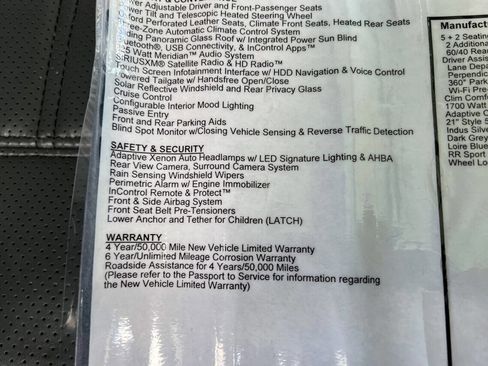 Power Adjustable Driver and Front-Passenger Seats
Power Tilt and Telescopic Heated Steering Wheel
Oxford Perforated Leather Seats, Climate Front Seats, Heated Rear Seats
Three-Zone Automatic Climate Control System
Sliding Panoramic Glass Roof w/ Integrated Power Sun Blind
Bluetooth®, USB Connectivity, & InControl Apps™
825 Watt Meridian™ Audio System
SIRIUSXM® Satellite Radio & HD Radio™
Touch Screen Infotainment Interface w/ HDD Navigation & Voice Control
Powered Tailgate w/ Handsfree Open/Close
Solar Reflective Windshield and Rear Privacy Glass
Cruise Control
Configurable Interior Mood Lighting
Passive Entry
Front and Rear Parking Aids
Blind Spot Monitor w/Closing Vehicle Sensing & Reverse Traffic Detection
SAFETY & SECURITY
Adaptive Xenon Auto Headlamps w/ LED Signature Lighting & AHBA
Rear View Camera, Surround Camera System
Rain Sensing Windshield Wipers
Perimetric Alarm w/ Engine Immobilizer
InControl Remote & Protect™
Front & Side Airbag System
Front Seat Belt Pre-Tensioners
Lower Anchor and Tether for Children (LATCH)
WARRANTY
4 Year/50,000 Mile New Vehicle Limited Warranty
6 Year/Unlimited Mileage Corrosion Warranty
Roadside Assistance for 4 Years/50,000 Miles
(Please refer to the Passport to Service for information regarding
the New Vehicle Limited Warranty)
Manufactu
5 + 2 Seating
2 Additional
60/40 Rear
Driver Assis
Lane Depa
Perpendic
360° Park
Wi-Fi Pre-
Clim Comfo
1700 Watt
Adaptive C
21" Style 5
Indus Silve
Dark Grey
Loire Blue
RR Sport
Wheel Lo